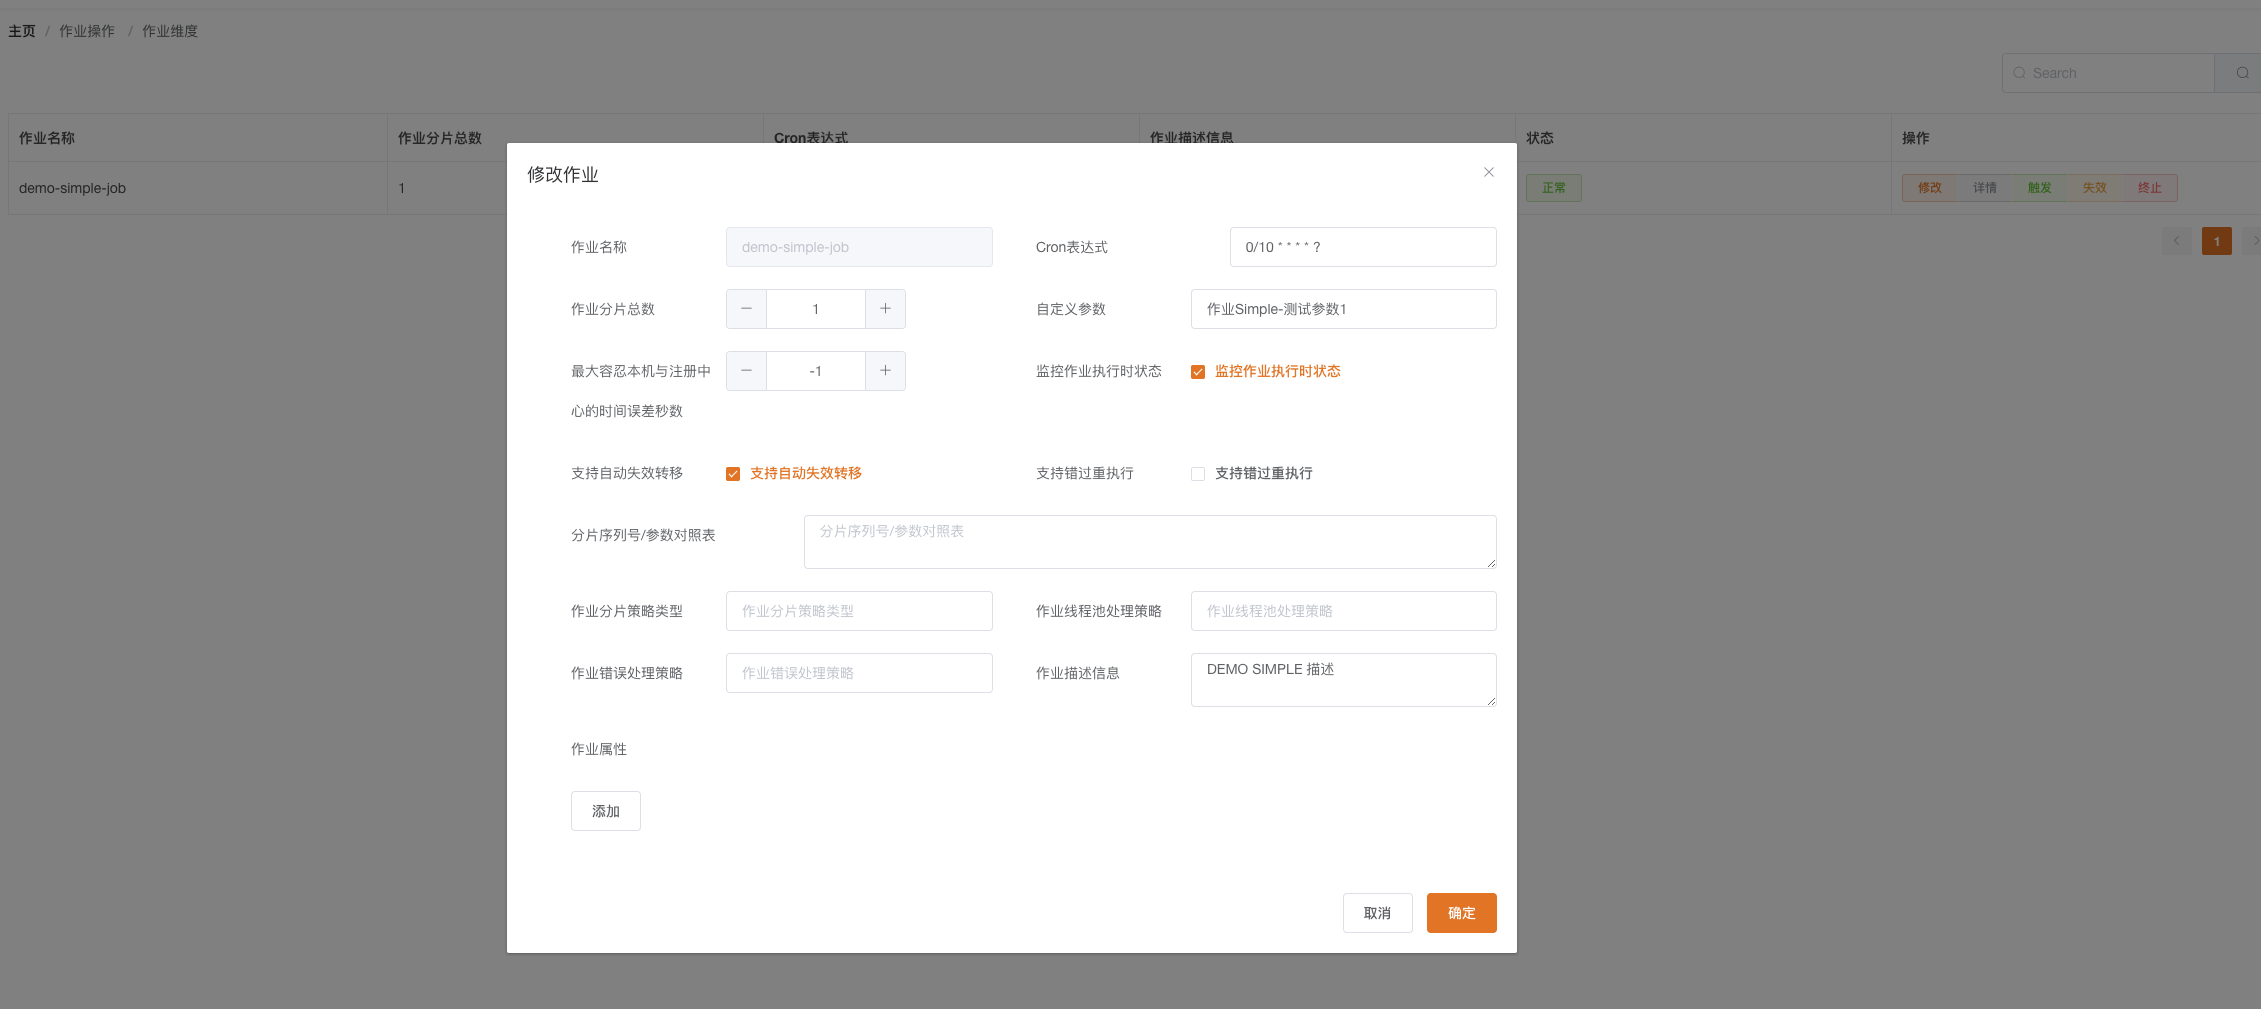 主页 / 作业操作 / 作业维度
Search
作业名称 作业分片总数 Cron表达式 作业描述信息 状态 操作
demo-simple-job 1 正常 修改 详情 触发 失效 终止
1
修改作业
作业名称 demo-simple-job Cron表达式 0/10 * * * * ?
作业分片总数 1 自定义参数 作业Simple-测试参数1
最大容忍本机与注册中 -1 监控作业执行时状态 监控作业执行时状态
心的时间误差秒数
支持自动失效转移 支持自动失效转移 支持错过重执行 支持错过重执行
分片序列号/参数对照表 分片序列号/参数对照表
作业分片策略类型 作业分片策略类型 作业线程池处理策略 作业线程池处理策略
作业错误处理策略 作业错误处理策略 作业描述信息 DEMO SIMPLE 描述
作业属性
添加
取消 确定